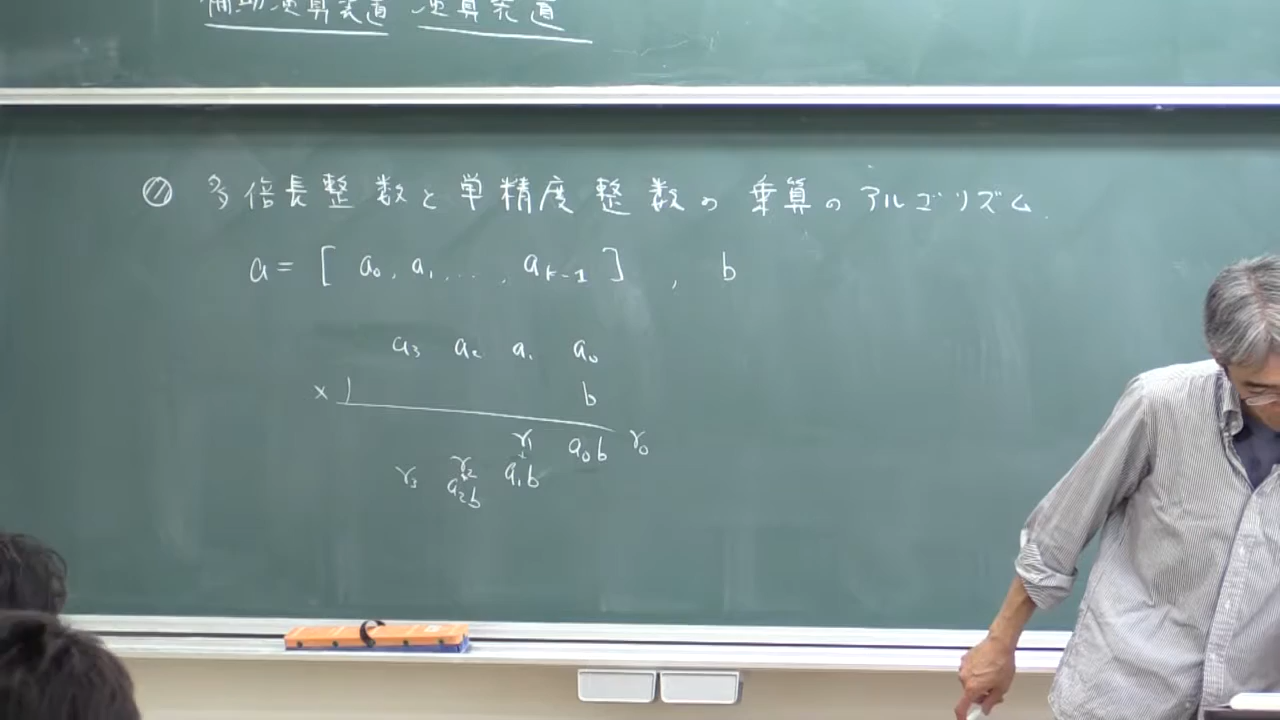 補助演算装置 演算装置
◎ 多倍長整数と単精度整数の乗算のアルゴリズム.
a = [ a₀, a₁, ..., aₖ₋₁ ] , b
a₃ a₂ a₁ a₀
× ) b
r₁ a₀b r₀
r₃ r₂ + a₁b
a₂b